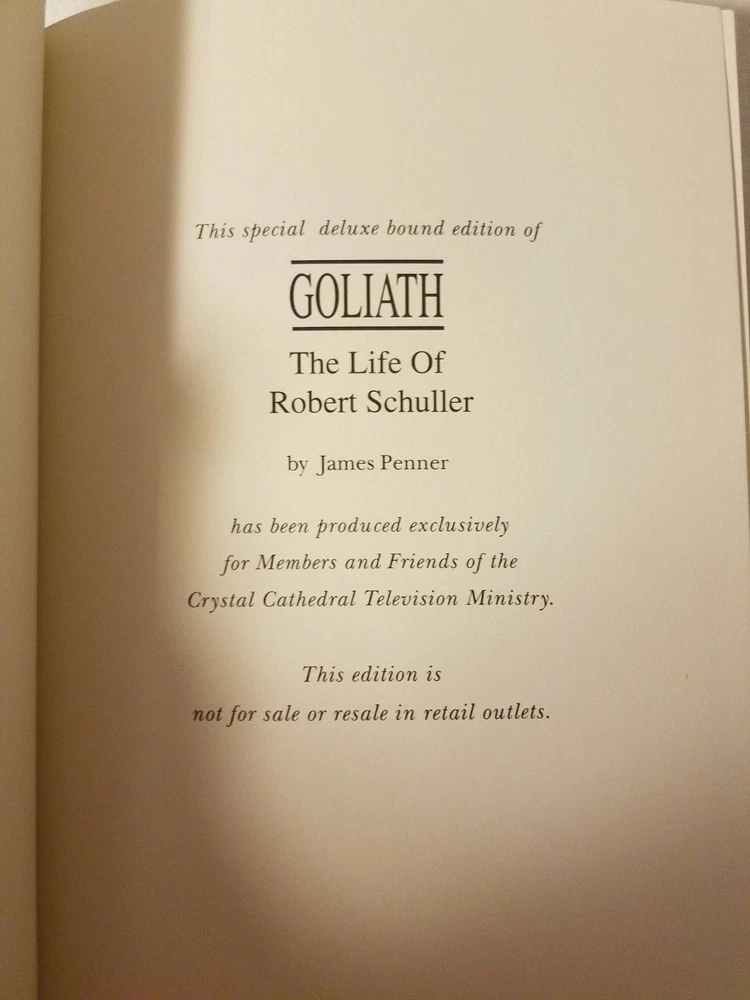 This special deluxe bound edition of
GOLIATH
The Life Of
Robert Schuller
by James Penner
has been produced exclusively
for Members and Friends of the
Crystal Cathedral Television Ministry.
This edition is
not for sale or resale in retail outlets.